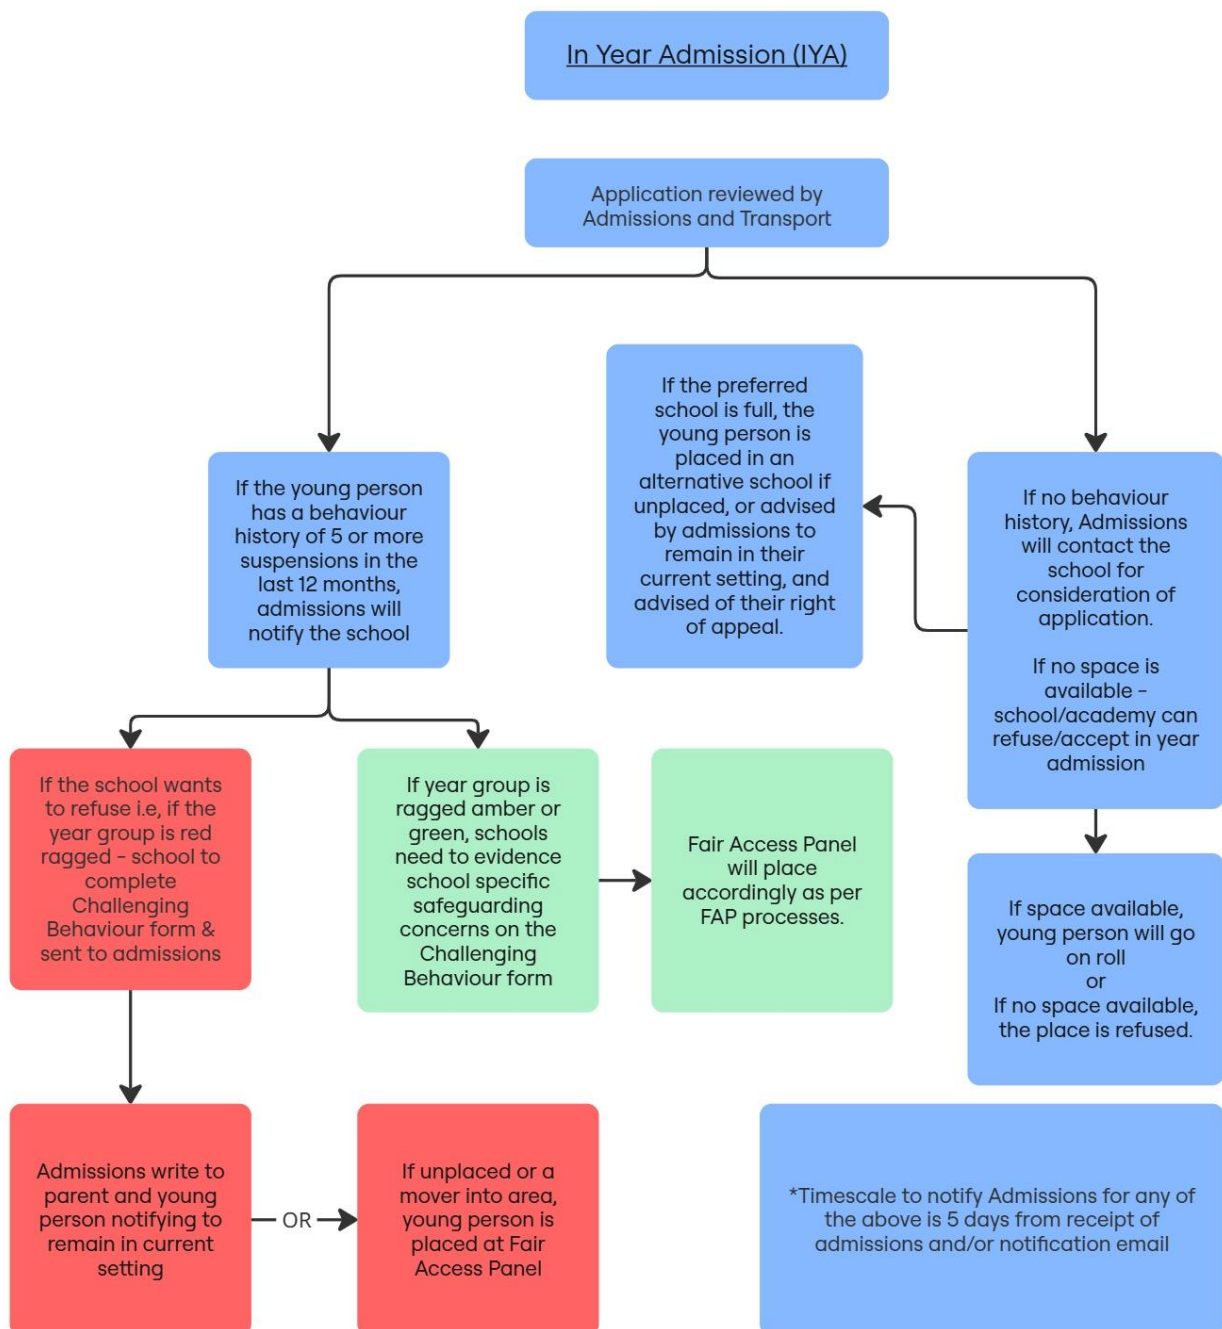 In Year Admission (IYA)
Application reviewed by
Admissions and Transport
If the preferred
school is full, the
young person is
placed in an
alternative school if
unplaced, or advised
by admissions to
remain in their
current setting, and
advised of their right
of appeal.
If the young person
has a behaviour
history of 5 or more
suspensions in the
last 12 months,
admissions will
notify the school
If no behaviour
history, Admissions
will contact the
school for
consideration of
application.
If no space is
available -
school/academy can
refuse/accept in year
admission
If the school wants
to refuse i.e, if the
year group is red
ragged - school to
complete
Challenging
Behaviour form &
sent to admissions
If year group is
ragged amber or
green, schools
need to evidence
school specific
safeguarding
concerns on the
Challenging
Behaviour form
Fair Access Panel
will place
accordingly as per
FAP processes.
If space available,
young person will go
on roll
or
If no space available,
the place is refused.
Admissions write to
parent and young
person notifying to
remain in current
setting
OR
If unplaced or a
mover into area,
young person is
placed at Fair
Access Panel
*Timescale to notify Admissions for any of
the above is 5 days from receipt of
admissions and/or notification email